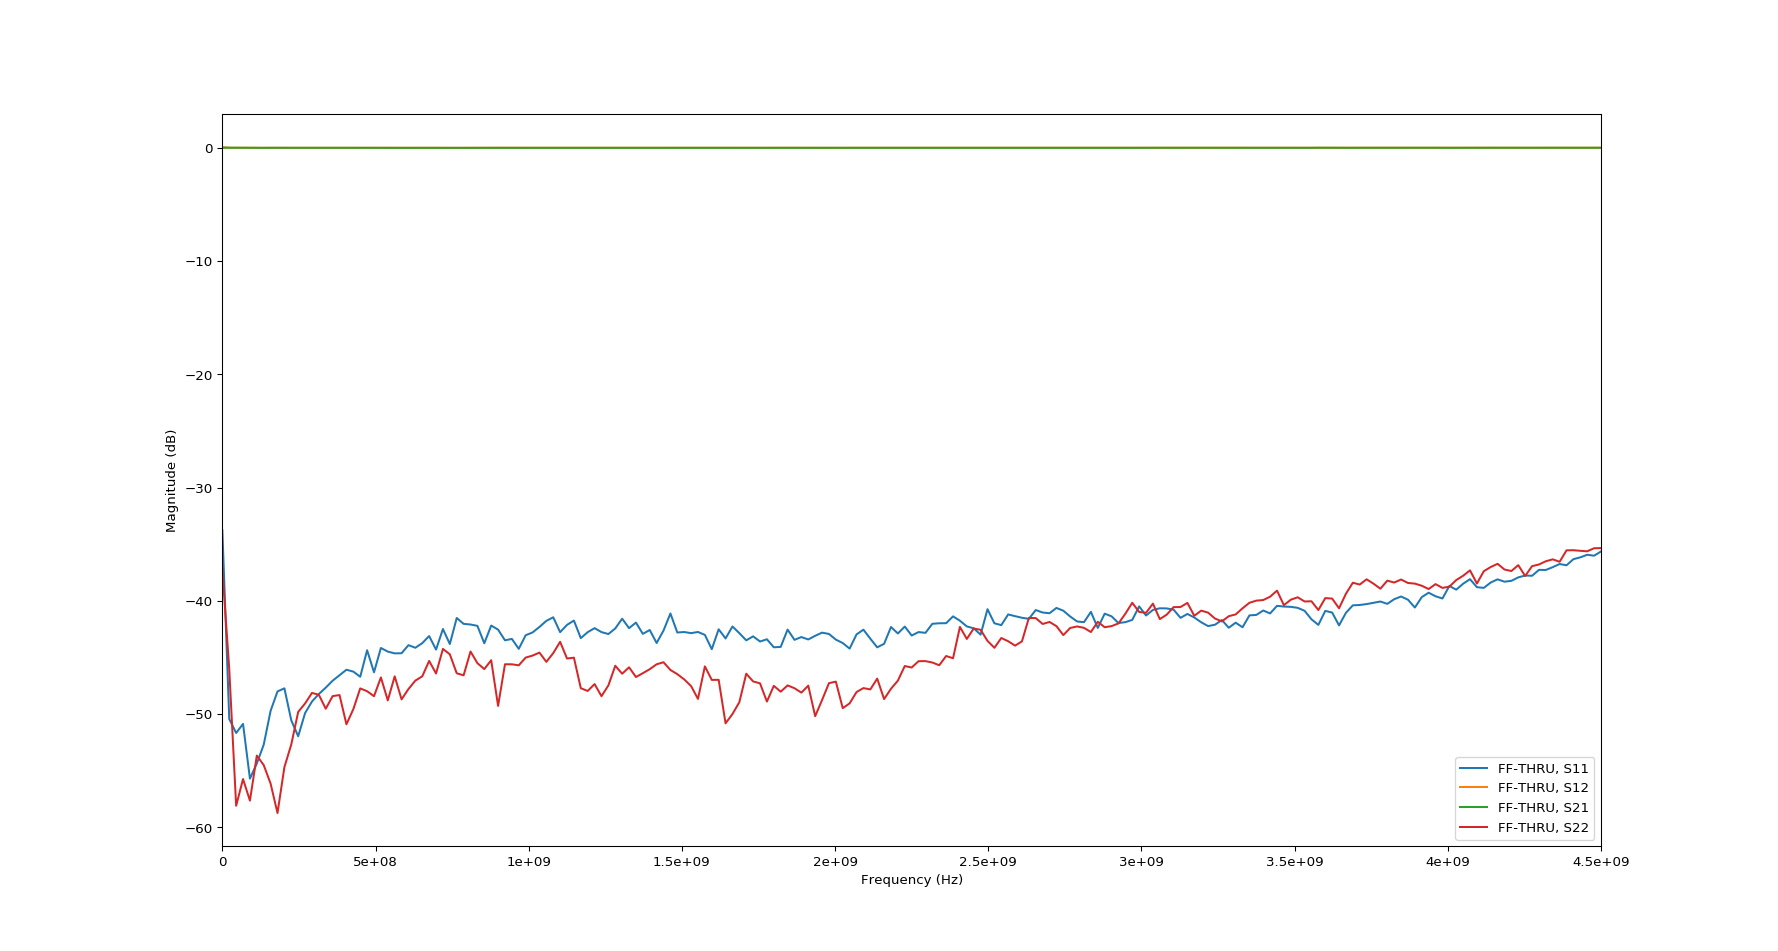 0
−10
−20
−30
−40
−50
−60
Magnitude (dB)
FF-THRU, S11
FF-THRU, S12
FF-THRU, S21
FF-THRU, S22
0 5e+08 1e+09 1.5e+09 2e+09 2.5e+09 3e+09 3.5e+09 4e+09 4.5e+09
Frequency (Hz)